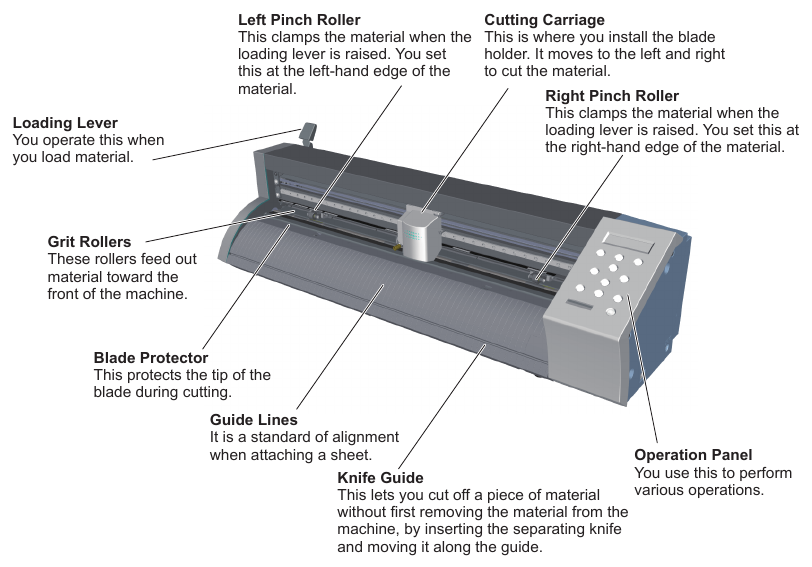 Left Pinch Roller
This clamps the material when the
loading lever is raised. You set
this at the left-hand edge of the
material.
Cutting Carriage
This is where you install the blade
holder. It moves to the left and right
to cut the material.
Right Pinch Roller
This clamps the material when the
loading lever is raised. You set this at
the right-hand edge of the material.
Loading Lever
You operate this when
you load material.
Grit Rollers
These rollers feed out
material toward the
front of the machine.
Blade Protector
This protects the tip of the
blade during cutting.
Guide Lines
It is a standard of alignment
when attaching a sheet.
Knife Guide
This lets you cut off a piece of material
without first removing the material from the
machine, by inserting the separating knife
and moving it along the guide.
Operation Panel
You use this to perform
various operations.